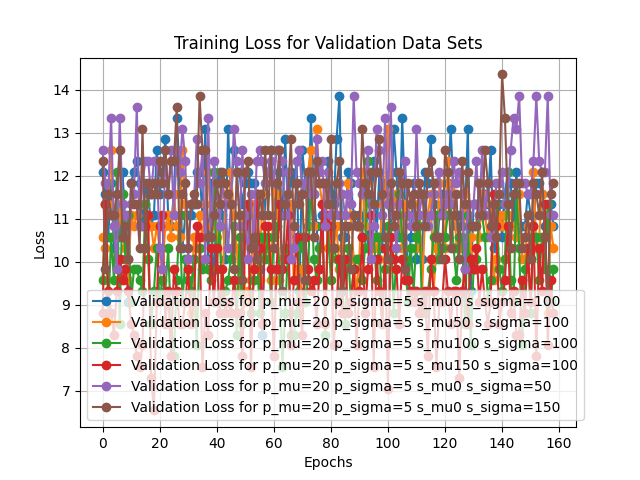 Training Loss for Validation Data Sets
Loss
14
13
12
11
10
9
8
7
Validation Loss for p_mu=20 p_sigma=5 s_mu0 s_sigma=100
Validation Loss for p_mu=20 p_sigma=5 s_mu50 s_sigma=100
Validation Loss for p_mu=20 p_sigma=5 s_mu100 s_sigma=100
Validation Loss for p_mu=20 p_sigma=5 s_mu150 s_sigma=100
Validation Loss for p_mu=20 p_sigma=5 s_mu0 s_sigma=50
Validation Loss for p_mu=20 p_sigma=5 s_mu0 s_sigma=150
0 20 40 60 80 100 120 140 160
Epochs